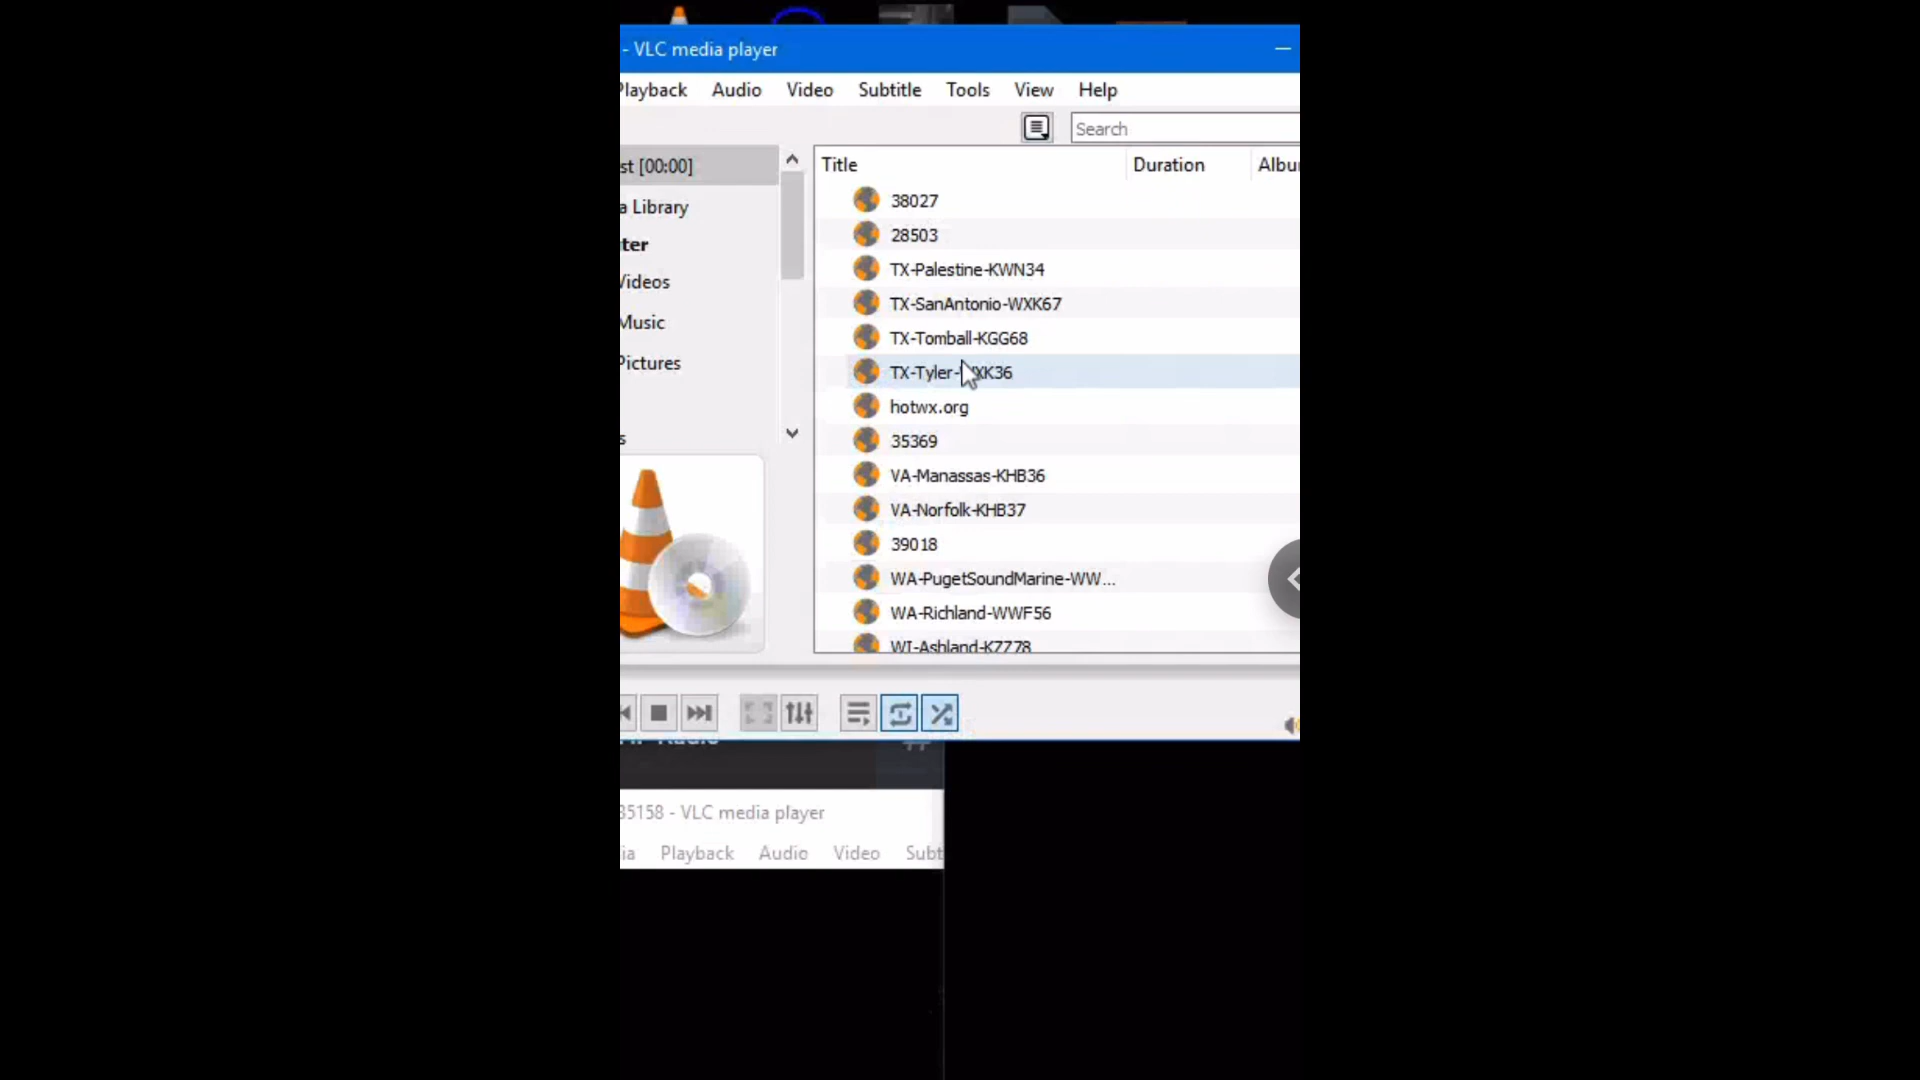 - VLC media player
Playback Audio Video Subtitle Tools View Help
Search
st [00:00]
a Library
ter
Videos
Music
Pictures
s
Title Duration Albu
38027
28503
TX-Palestine-KWN34
TX-SanAntonio-WXK67
TX-Tomball-KGG68
TX-Tyler-WXK36
hotwx.org
35369
VA-Manassas-KHB36
VA-Norfolk-KHB37
39018
WA-PugetSoundMarine-WW...
WA-Richland-WWF56
WI-Ashland-KZZ78
Radio
35158 - VLC media player
ia Playback Audio Video Subt